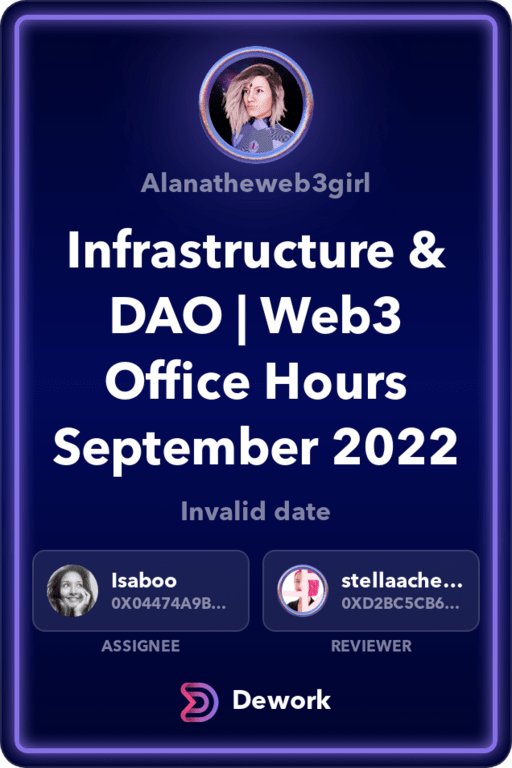 Alanatheweb3girl
Infrastructure &
DAO | Web3
Office Hours
September 2022
Invalid date
Isaboo
0X04474A9B...
stellaache...
0XD2BC5CB6...
ASSIGNEE
REVIEWER
Dework